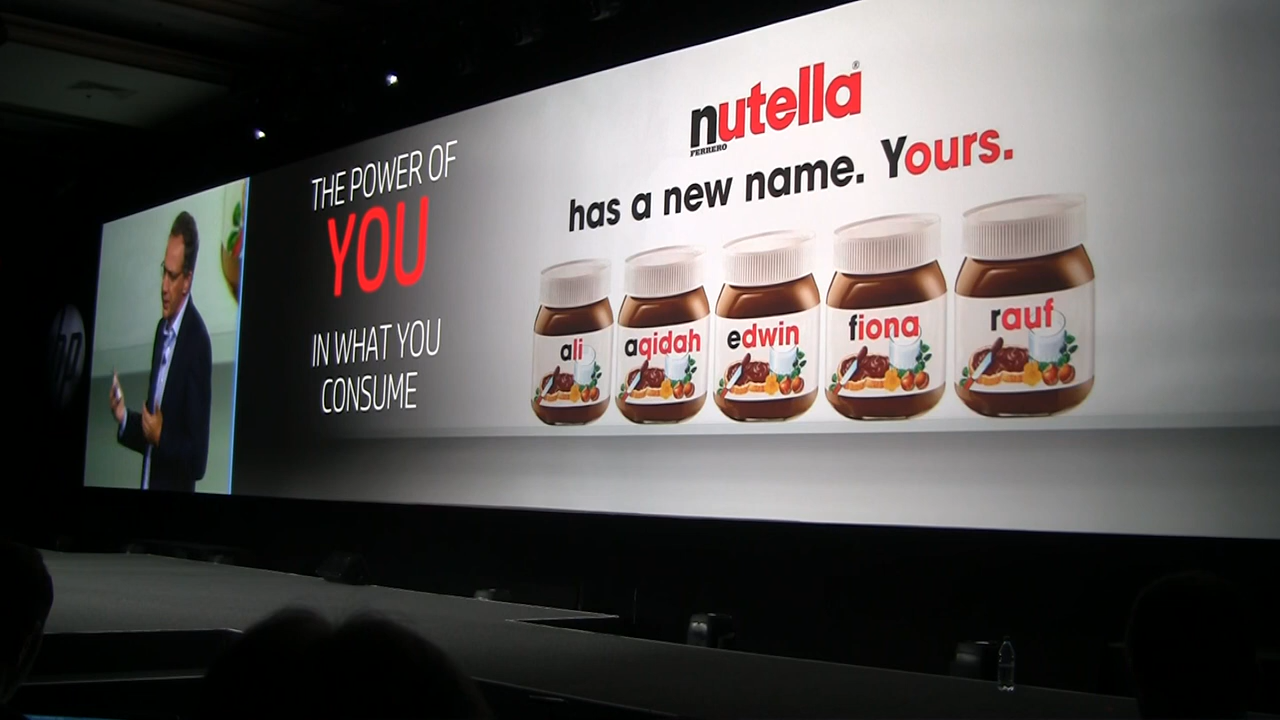 THE POWER OF
YOU
IN WHAT YOU
CONSUME
nutella®
FERRERO
has a new name. Yours.
ali
aqidah
edwin
fiona
rauf
hp